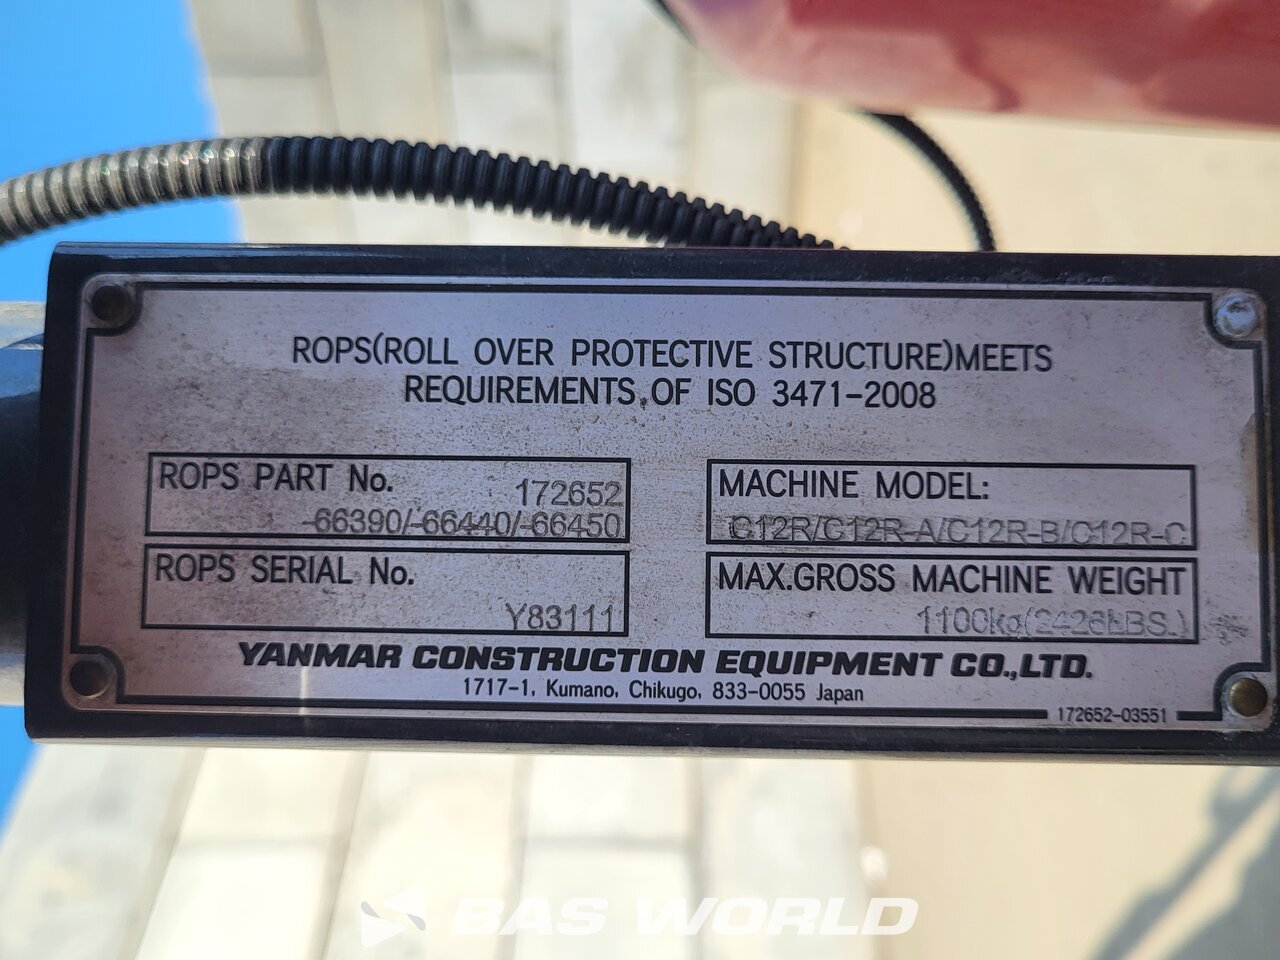 ROPS(ROLL OVER PROTECTIVE STRUCTURE)MEETS
REQUIREMENTS OF ISO 3471-2008
ROPS PART No. 172652
-66390/-66440/-66450
MACHINE MODEL:
C12R/C12R-A/C12R-B/C12R-C
ROPS SERIAL No.
Y83111
MAX.GROSS MACHINE WEIGHT
1100kg(2426LBS.)
YANMAR CONSTRUCTION EQUIPMENT CO.,LTD.
1717-1, Kumano, Chikugo, 833-0055 Japan
172652-03551
BAS WORLD